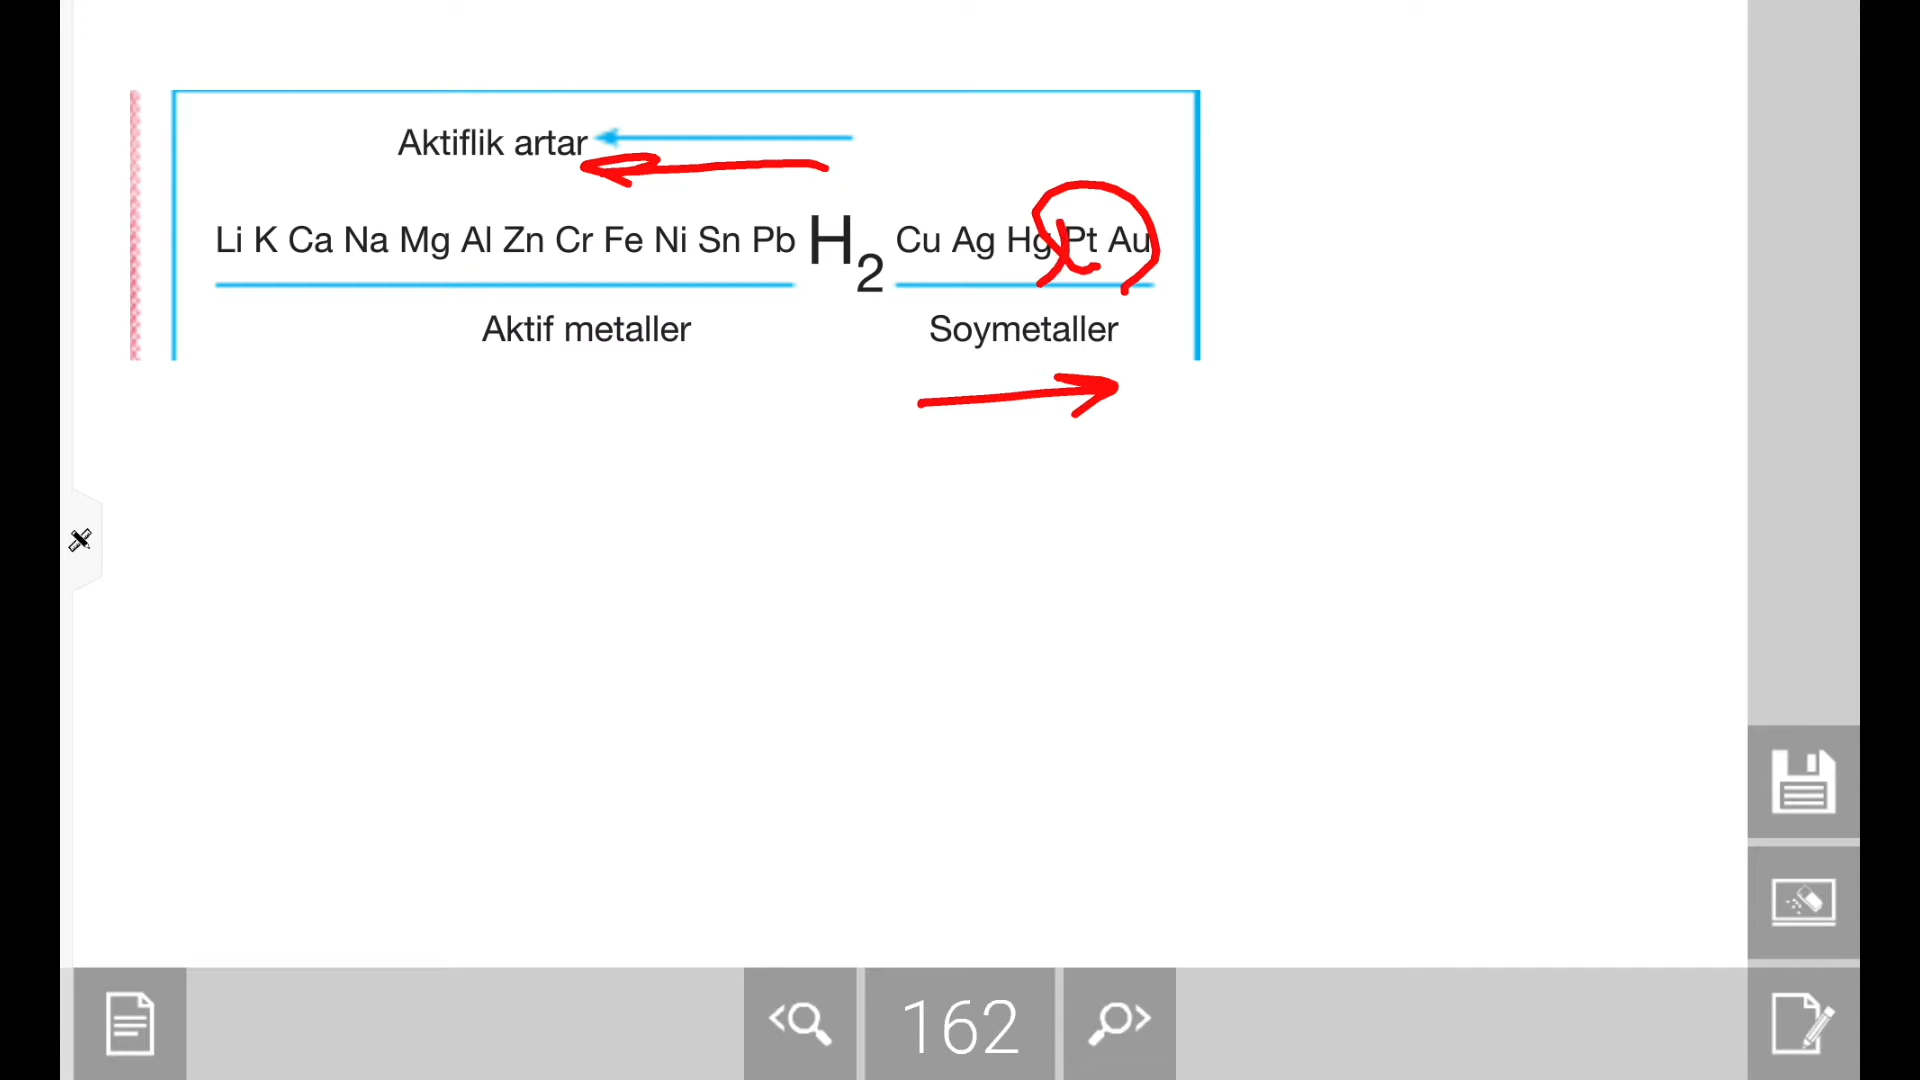 Aktiflik artar
Li K Ca Na Mg Al Zn Cr Fe Ni Sn Pb H₂ Cu Ag Hg Pt Au
Aktif metaller Soymetaller
162